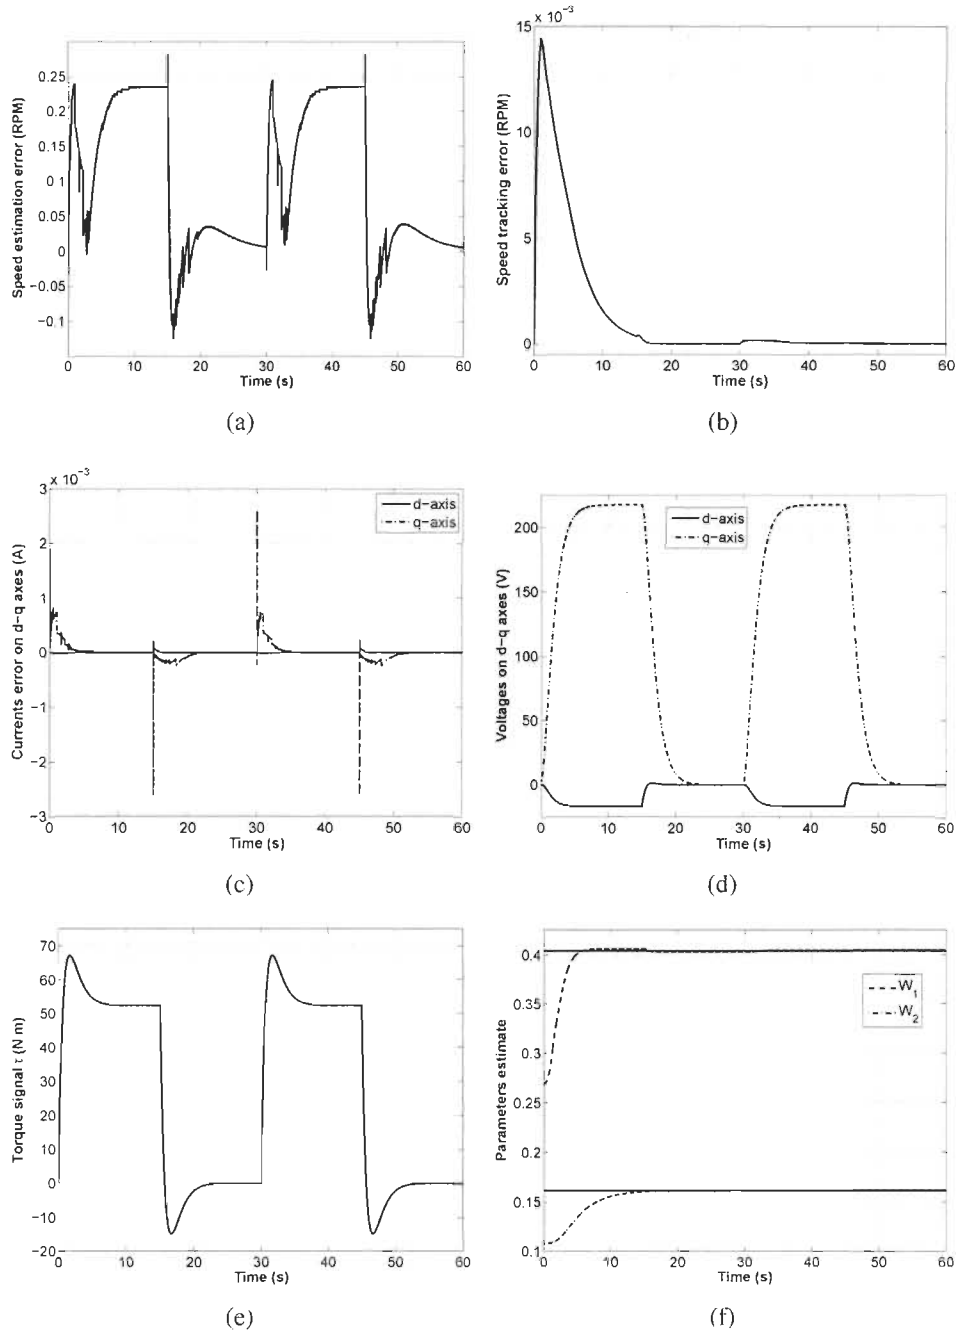 Speed estimation error (RPM)
0.25
0.2
0.15
0.1
0.05
0
−0.05
−0.1
0 10 20 30 40 50 60
Time (s)
(a)
× 10⁻³
Speed tracking error (RPM)
15
10
5
0
0 10 20 30 40 50 60
Time (s)
(b)
× 10⁻³
Currents error on d−q axes (A)
3
2
1
0
−1
−2
−3
d−axis
q−axis
0 10 20 30 40 50 60
Time (s)
(c)
Voltages on d−q axes (V)
200
150
100
50
0
d−axis
q−axis
0 10 20 30 40 50 60
Time (s)
(d)
Torque signal τ (N m)
70
60
50
40
30
20
10
0
−10
−20
0 10 20 30 40 50 60
Time (s)
(e)
Parameters estimate
0.4
0.35
0.3
0.25
0.2
0.15
0.1
W₁
W₂
0 10 20 30 40 50 60
Time (s)
(f)